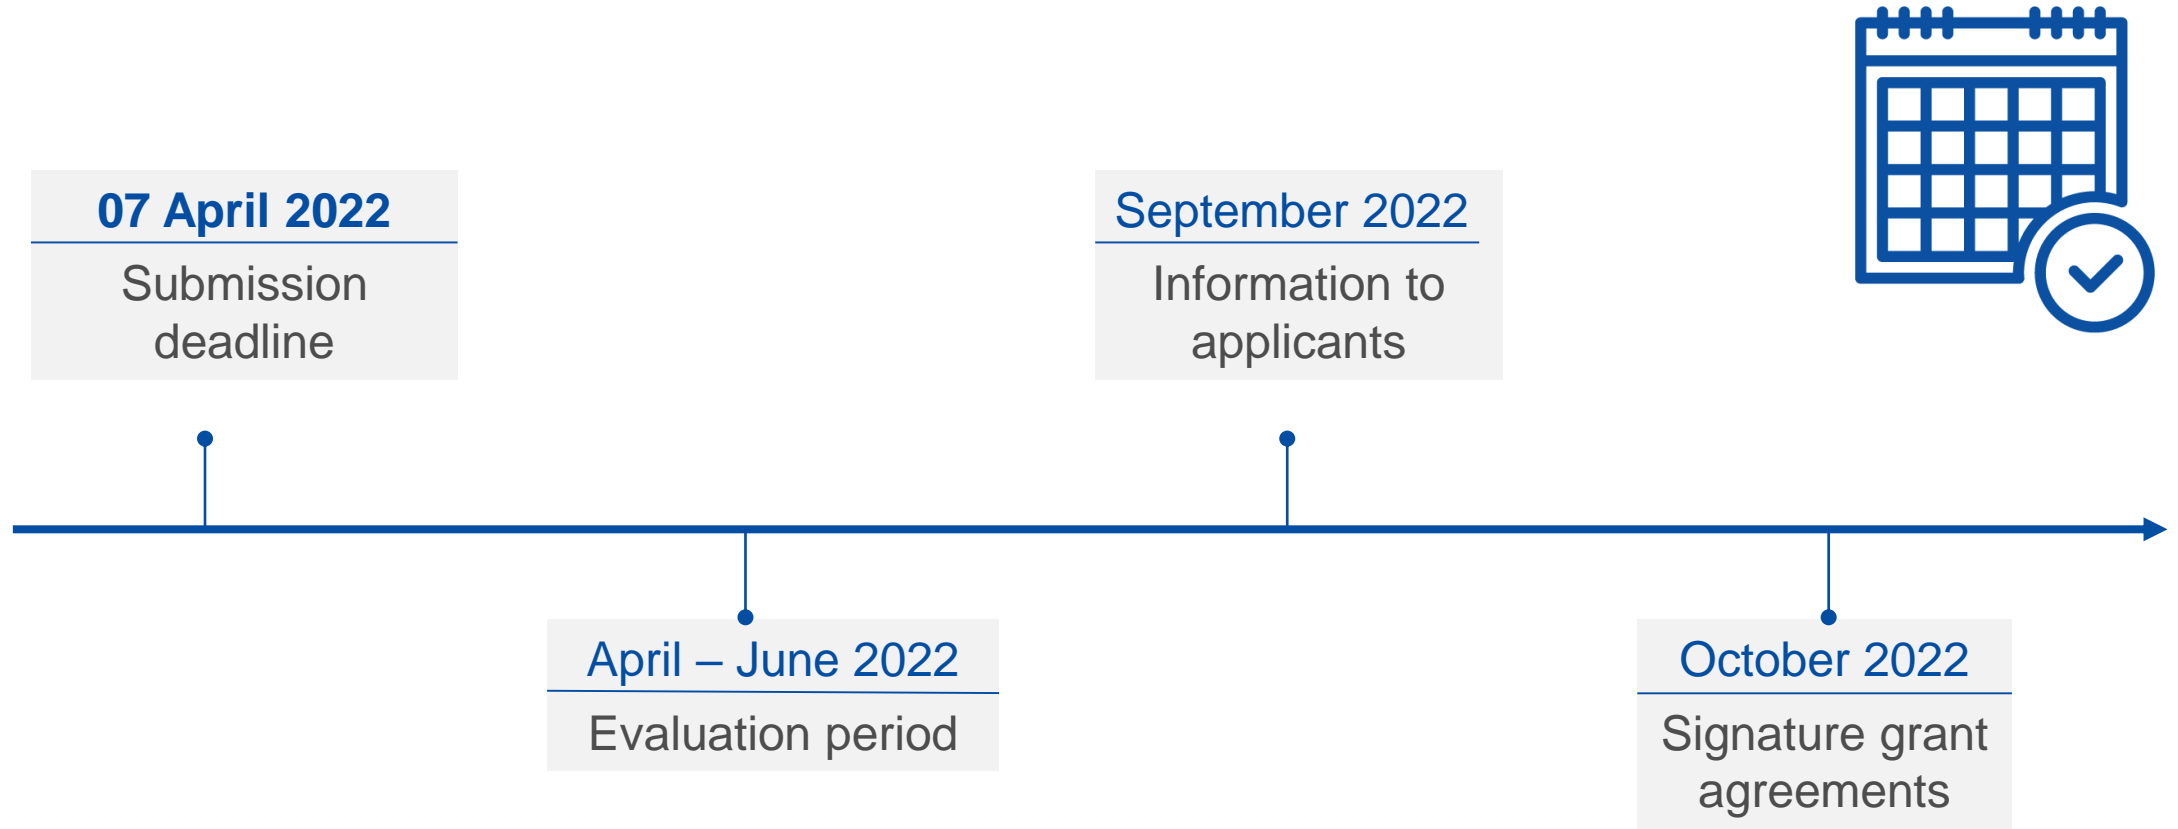 07 April 2022
Submission
deadline
April – June 2022
Evaluation period
September 2022
Information to
applicants
October 2022
Signature grant
agreements